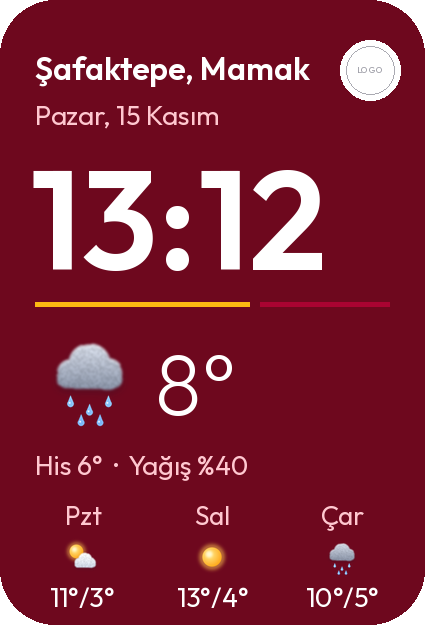 Şafaktepe, Mamak
LOGO
Pazar, 15 Kasım
13:12
8°
His 6° · Yağış %40
Pzt Sal Çar
11°/3° 13°/4° 10°/5°